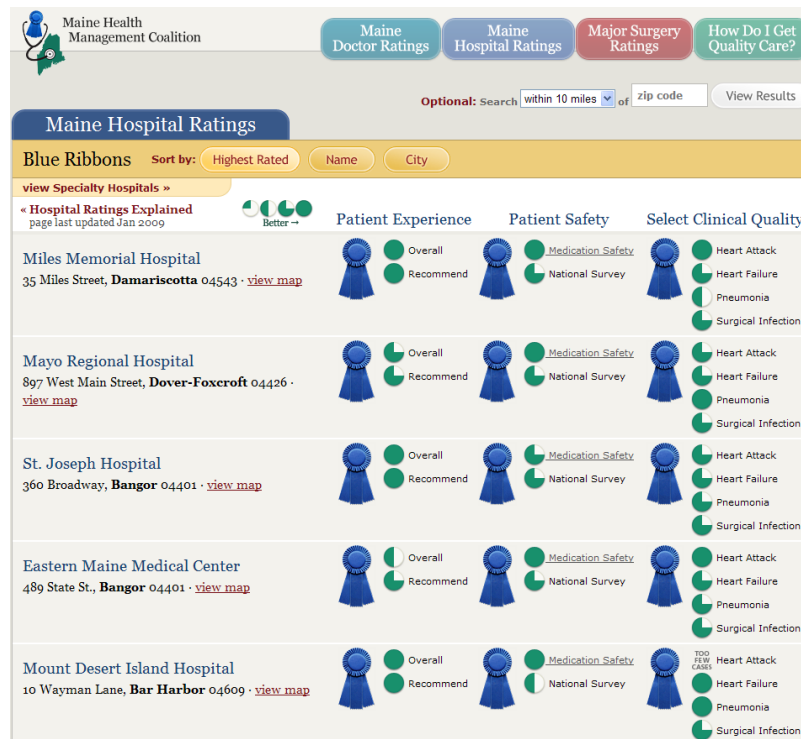 Maine Health
Management Coalition
Maine
Doctor Ratings
Maine
Hospital Ratings
Major Surgery
Ratings
How Do I Get
Quality Care?
Optional: Search within 10 miles of zip code View Results
Maine Hospital Ratings
Blue Ribbons Sort by: Highest Rated Name City
view Specialty Hospitals »
« Hospital Ratings Explained
page last updated Jan 2009
Better →
Patient Experience Patient Safety Select Clinical Quality
Miles Memorial Hospital
35 Miles Street, Damariscotta 04543 · view map
Overall
Recommend
Medication Safety
National Survey
Heart Attack
Heart Failure
Pneumonia
Surgical Infection
Mayo Regional Hospital
897 West Main Street, Dover-Foxcroft 04426 ·
view map
Overall
Recommend
Medication Safety
National Survey
Heart Attack
Heart Failure
Pneumonia
Surgical Infection
St. Joseph Hospital
360 Broadway, Bangor 04401 · view map
Overall
Recommend
Medication Safety
National Survey
Heart Attack
Heart Failure
Pneumonia
Surgical Infection
Eastern Maine Medical Center
489 State St., Bangor 04401 · view map
Overall
Recommend
Medication Safety
National Survey
Heart Attack
Heart Failure
Pneumonia
Surgical Infection
Mount Desert Island Hospital
10 Wayman Lane, Bar Harbor 04609 · view map
Overall
Recommend
Medication Safety
National Survey
TOO
FEW
CASES
Heart Attack
Heart Failure
Pneumonia
Surgical Infection